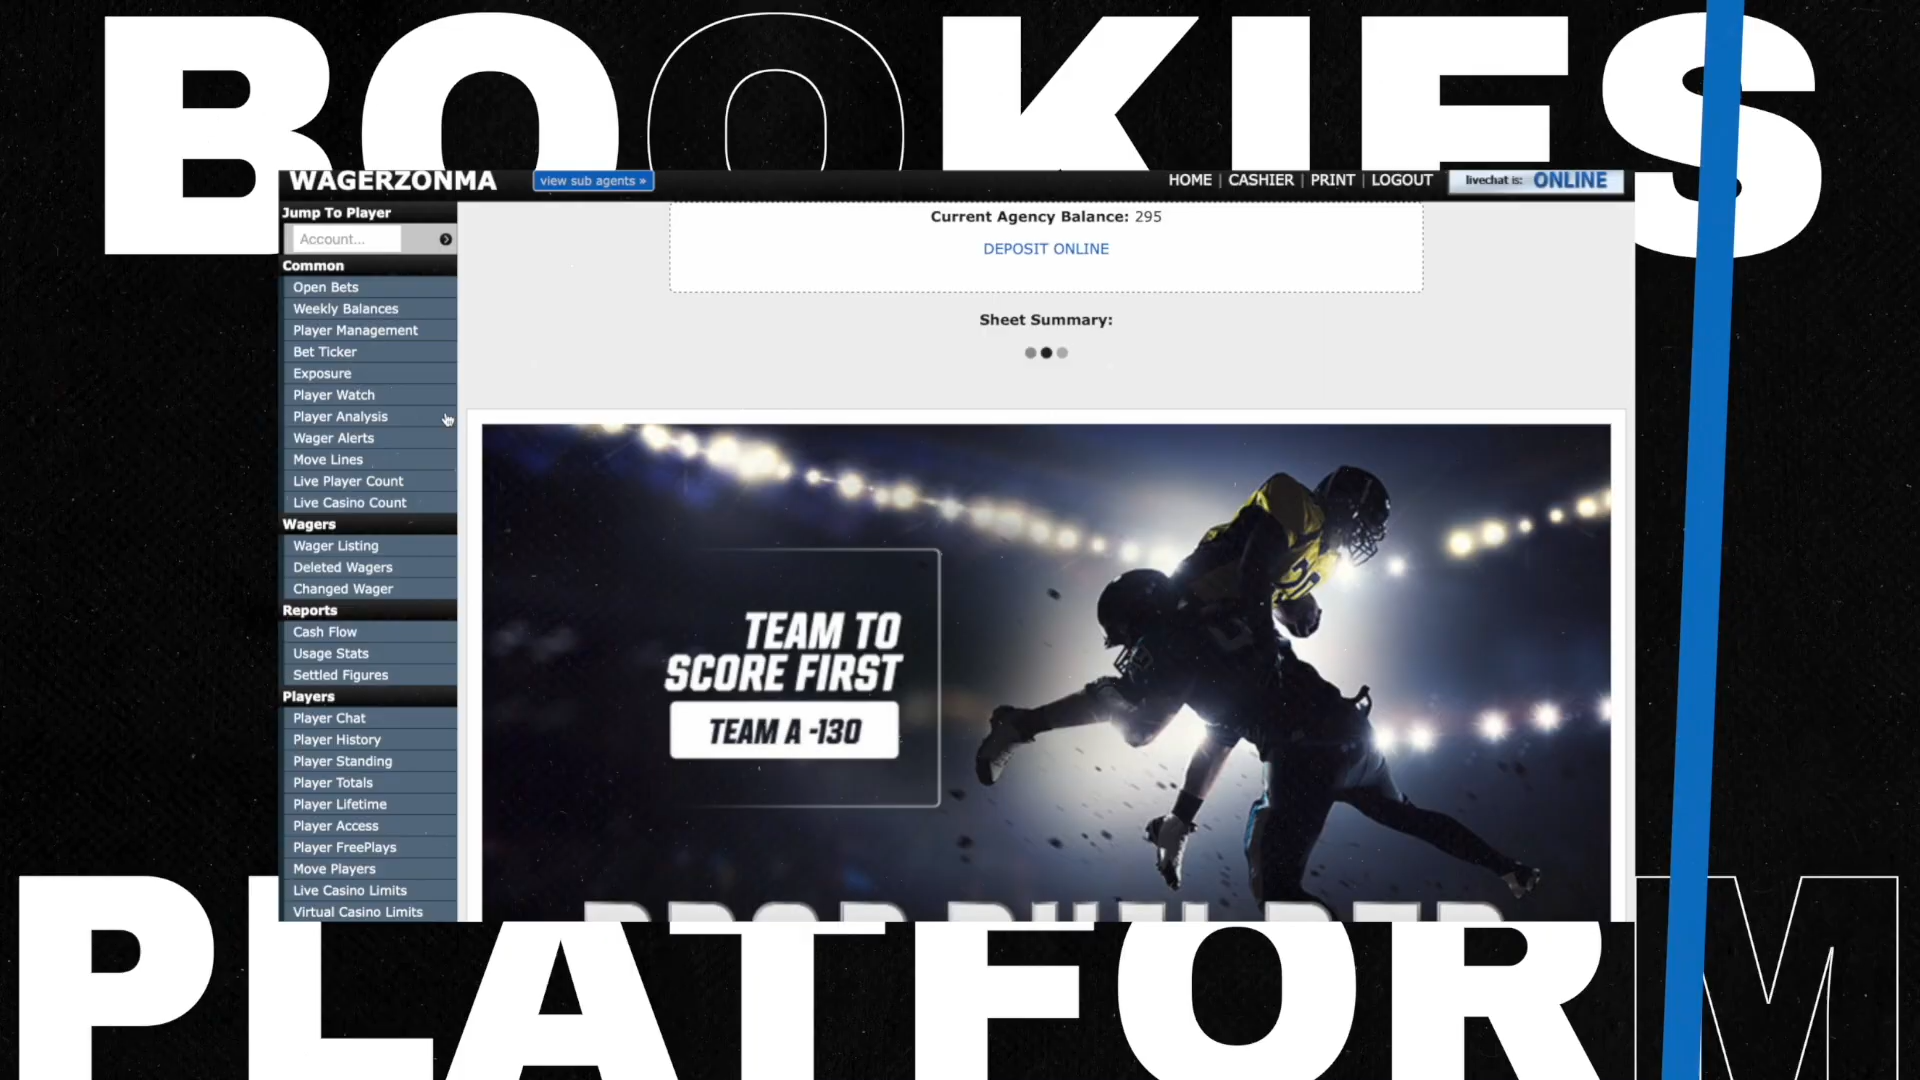 BOOKIES
WAGERZONMA
view sub agents »
HOME | CASHIER | PRINT | LOGOUT
livechat is: ONLINE
Jump To Player
Account...
Common
Open Bets
Weekly Balances
Player Management
Bet Ticker
Exposure
Player Watch
Player Analysis
Wager Alerts
Move Lines
Live Player Count
Live Casino Count
Wagers
Wager Listing
Deleted Wagers
Changed Wager
Reports
Cash Flow
Usage Stats
Settled Figures
Players
Player Chat
Player History
Player Standing
Player Totals
Player Lifetime
Player Access
Player FreePlays
Move Players
Live Casino Limits
Virtual Casino Limits
Current Agency Balance: 295
DEPOSIT ONLINE
Sheet Summary:
TEAM TO
SCORE FIRST
TEAM A -130
PROP BUILDER
PLATFORM